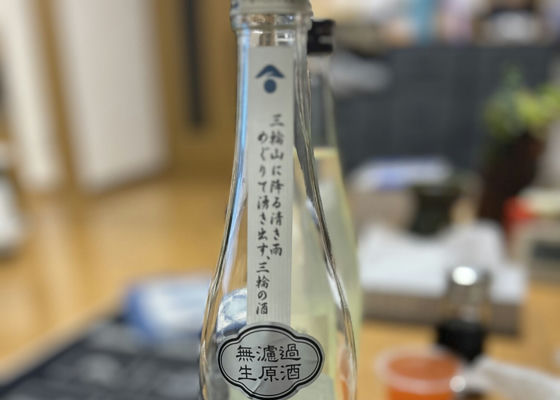 三輪山に降る清き雨
めぐりて湧き出す、三輪の酒
無濾過
生原酒